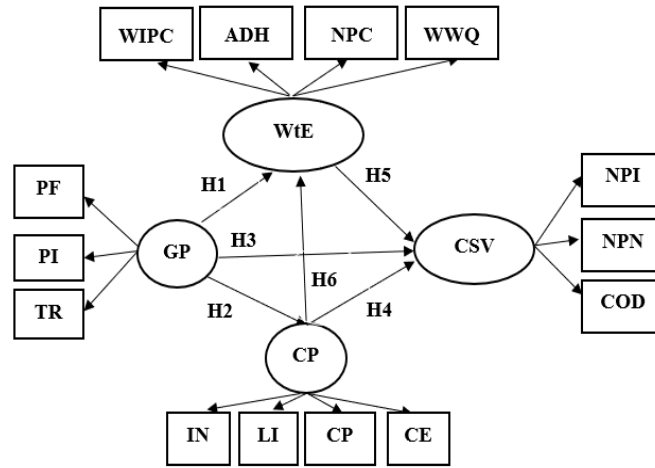 WIPC ADH NPC WWQ
WtE
H1 H5
PF NPI
GP H3 CSV
PI NPN
H6
TR H2 H4 COD
CP
IN LI CP CE